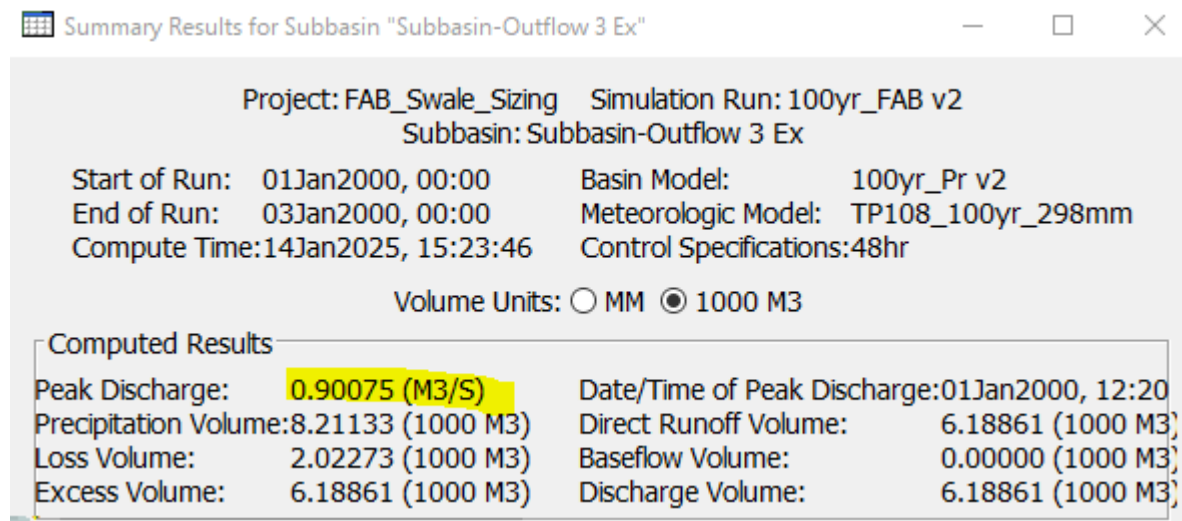 Summary Results for Subbasin "Subbasin-Outflow 3 Ex"
Project: FAB_Swale_Sizing Simulation Run: 100yr_FAB v2
Subbasin: Subbasin-Outflow 3 Ex
Start of Run: 01Jan2000, 00:00 Basin Model: 100yr_Pr v2
End of Run: 03Jan2000, 00:00 Meteorologic Model: TP108_100yr_298mm
Compute Time:14Jan2025, 15:23:46 Control Specifications:48hr
Volume Units: MM 1000 M3
Computed Results
Peak Discharge: 0.90075 (M3/S) Date/Time of Peak Discharge:01Jan2000, 12:20
Precipitation Volume:8.21133 (1000 M3) Direct Runoff Volume: 6.18861 (1000 M3)
Loss Volume: 2.02273 (1000 M3) Baseflow Volume: 0.00000 (1000 M3)
Excess Volume: 6.18861 (1000 M3) Discharge Volume: 6.18861 (1000 M3)